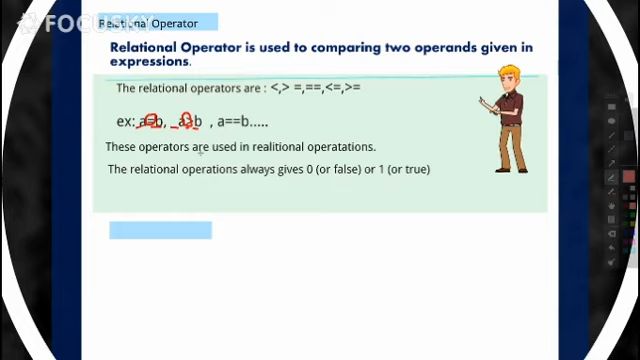 FOCUSKY
Relational Operator
Relational Operator is used to comparing two operands given in
expressions.
The relational operators are : <,> =,==,<=,>=
ex: a=b, a>b , a==b.....
These operators are used in realitional operatations.
The relational operations always gives 0 (or false) or 1 (or true)